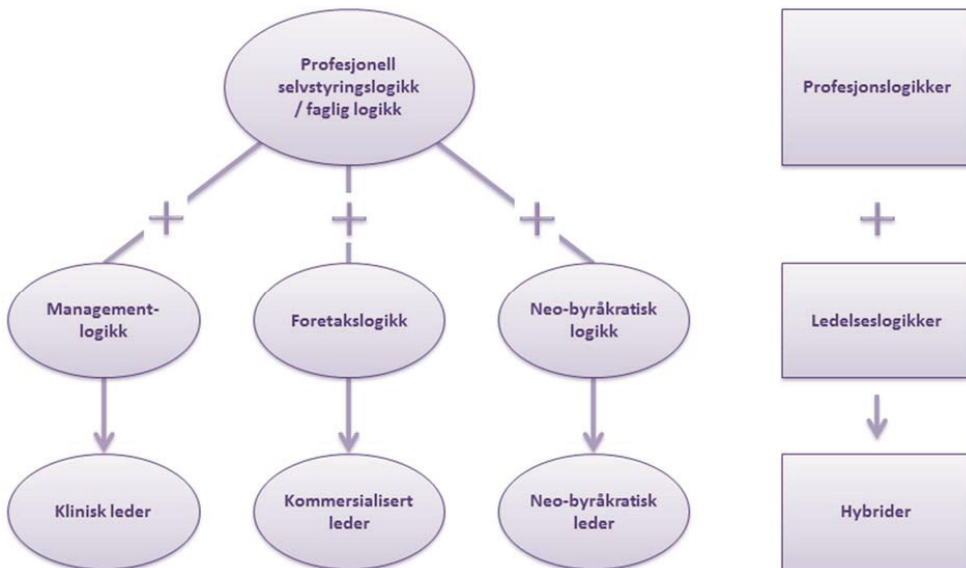 Profesjonell
selvstyringslogikk
/ faglig logikk
Profesjonslogikker
+
+
+
+
Management-
logikk
Foretakslogikk
Neo-byråkratisk
logikk
Ledelseslogikker
Klinisk leder
Kommersialisert
leder
Neo-byråkratisk
leder
Hybrider